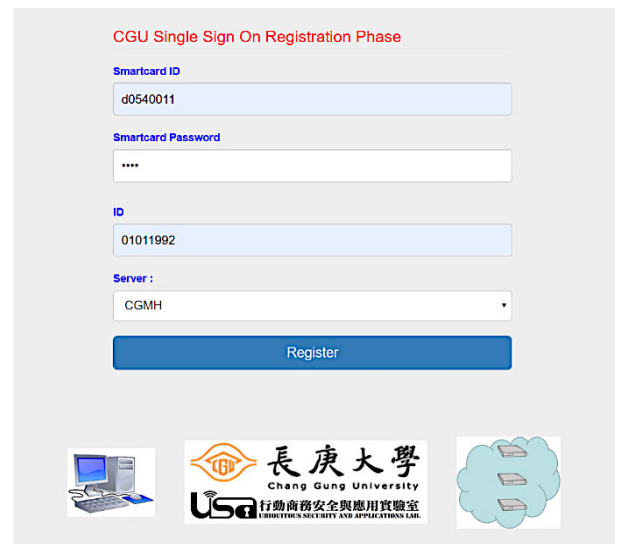 CGU Single Sign On Registration Phase
Smartcard ID
d0540011
Smartcard Password
••••
ID
01011992
Server :
CGMH
Register
CGU
長庚大學
Chang Gung University
USa 行動商務安全與應用實驗室
UBIQUITOUS SECURITY AND APPLICATIONS LAB.